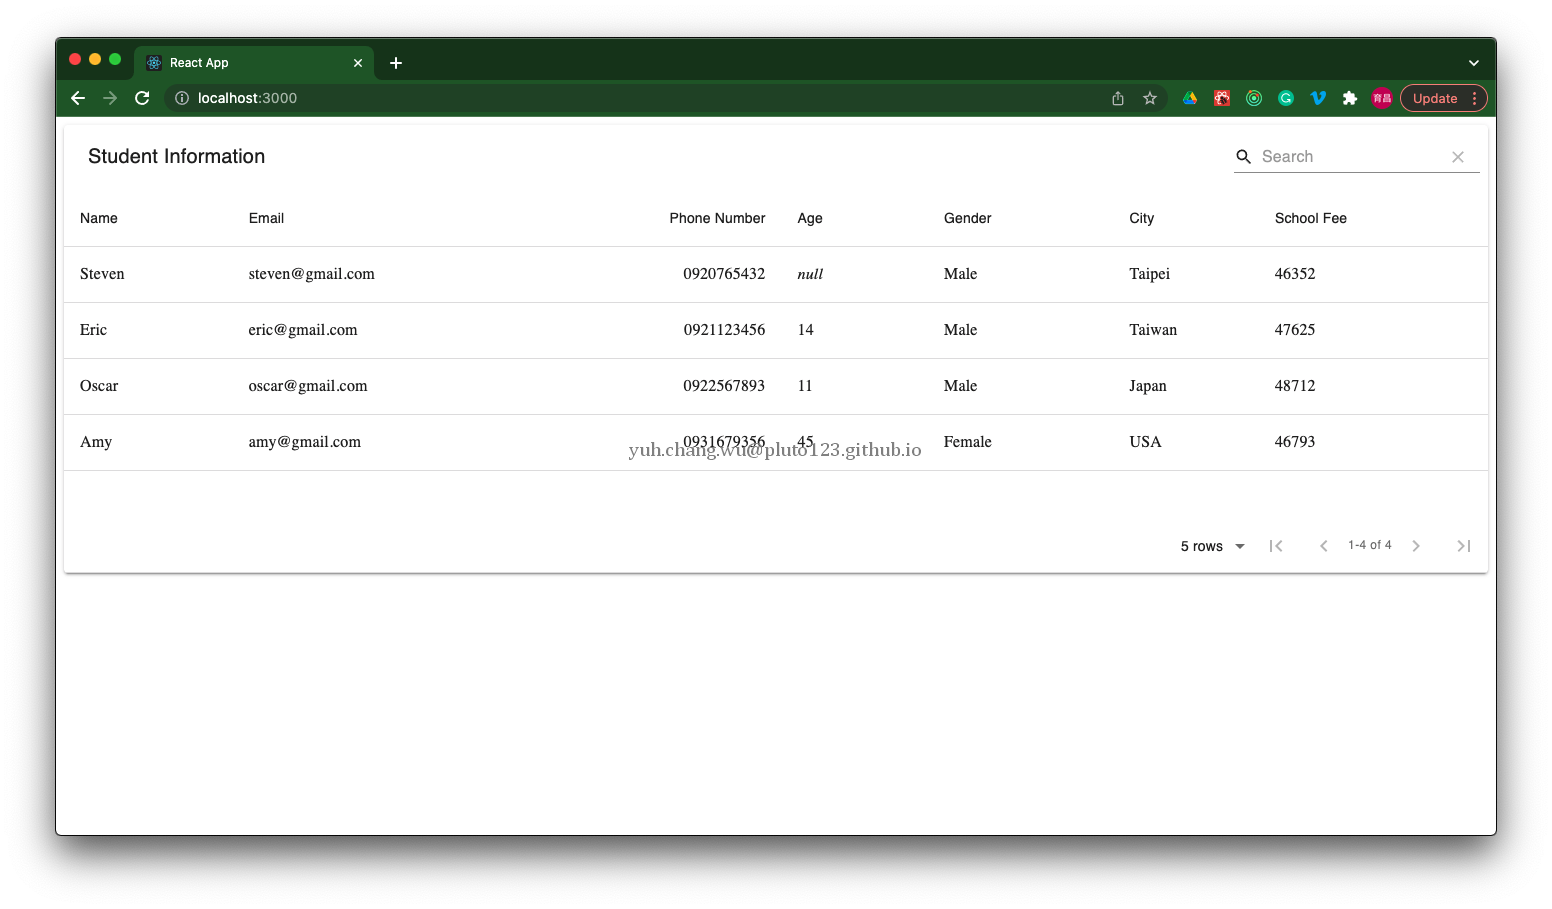 React App
localhost:3000
育昌
Update
Student Information
Search
Name Email Phone Number Age Gender City School Fee
Steven steven@gmail.com 0920765432 null Male Taipei 46352
Eric eric@gmail.com 0921123456 14 Male Taiwan 47625
Oscar oscar@gmail.com 0922567893 11 Male Japan 48712
Amy amy@gmail.com 0931679356 45 Female USA 46793
yuh.chang.wu@pluto123.github.io
5 rows 1-4 of 4